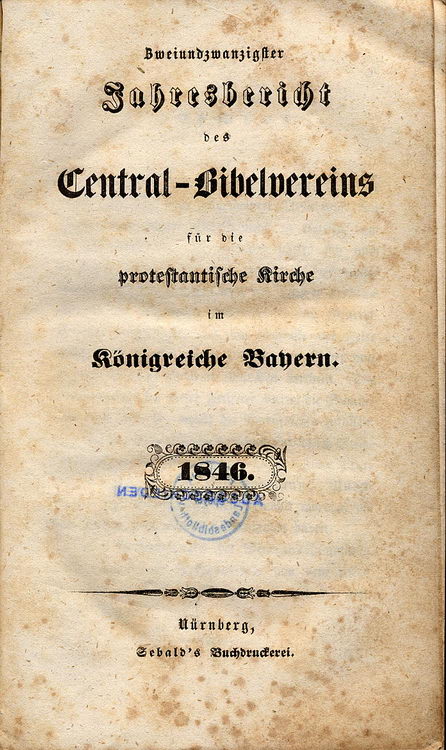 Zweiundzwanzigster
Jahresbericht
des
Central-Bibelvereins
für die
protestantische Kirche
im
Königreiche Bayern.
1846.
Nürnberg,
Sebald's Buchdruckerei.